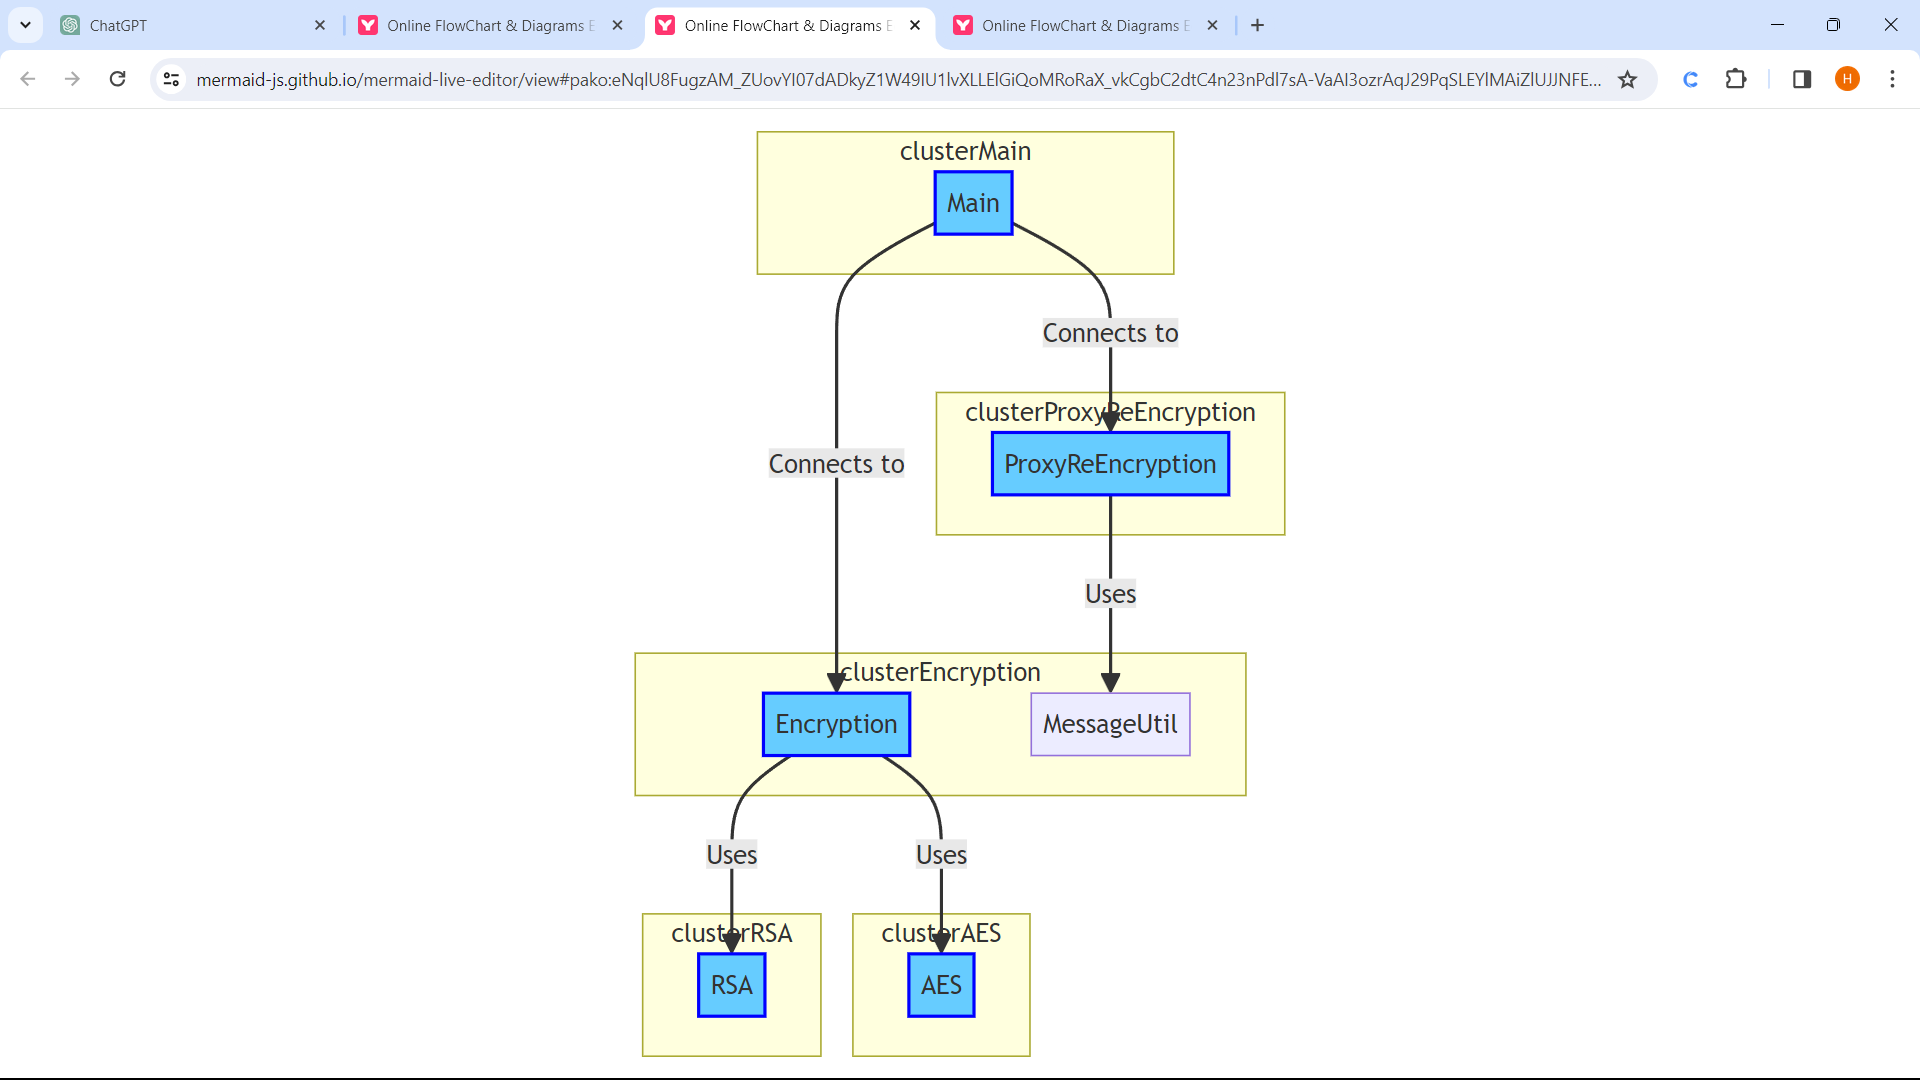 ChatGPT
Online FlowChart & Diagrams E
Online FlowChart & Diagrams E
Online FlowChart & Diagrams E
mermaid-js.github.io/mermaid-live-editor/view#pako:eNqlU8FugzAM_ZUovYI07dADkyZ1W49IU1lvXLLElGiQoMRoRaX_vkCgbC2dtC4n23nPdl7sA-VaAI3ozrAqJ29PqSLEYlMAiZlUJJNFE...
H
clusterMain
Main
Connects to
clusterProxyReEncryption
ProxyReEncryption
Connects to
Uses
clusterEncryption
Encryption
MessageUtil
Uses
Uses
clusterRSA
clusterAES
RSA
AES